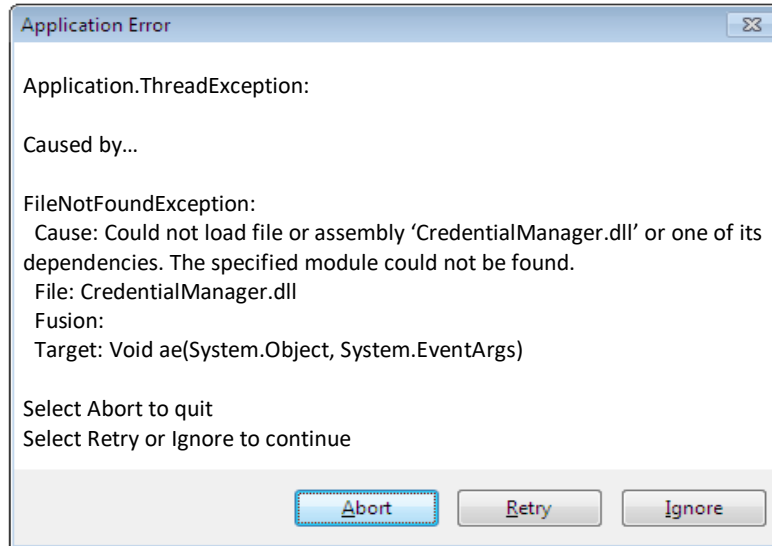 Application Error
Application.ThreadException:
Caused by…
FileNotFoundException:
Cause: Could not load file or assembly ‘CredentialManager.dll’ or one of its
dependencies. The specified module could not be found.
File: CredentialManager.dll
Fusion:
Target: Void ae(System.Object, System.EventArgs)
Select Abort to quit
Select Retry or Ignore to continue
Abort Retry Ignore